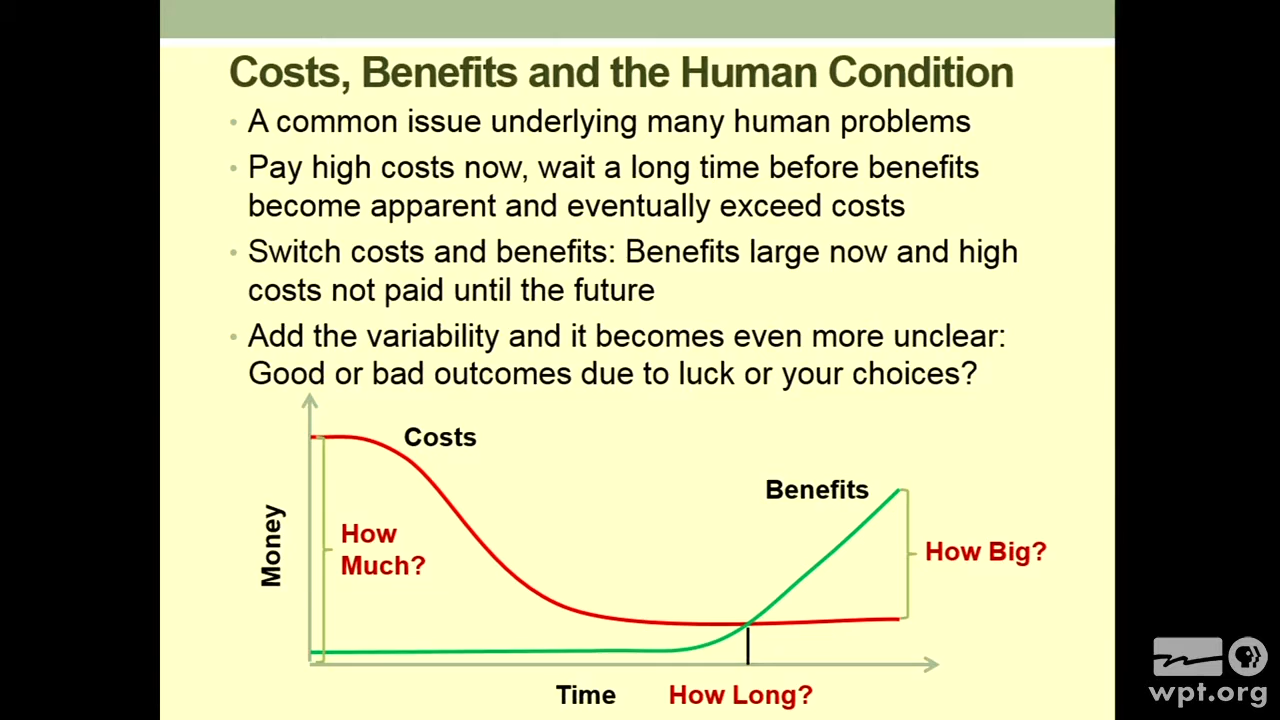 Costs, Benefits and the Human Condition
• A common issue underlying many human problems
• Pay high costs now, wait a long time before benefits
become apparent and eventually exceed costs
• Switch costs and benefits: Benefits large now and high
costs not paid until the future
• Add the variability and it becomes even more unclear:
Good or bad outcomes due to luck or your choices?
Costs
Benefits
Money
How
Much?
How Big?
Time
How Long?
wpt.org